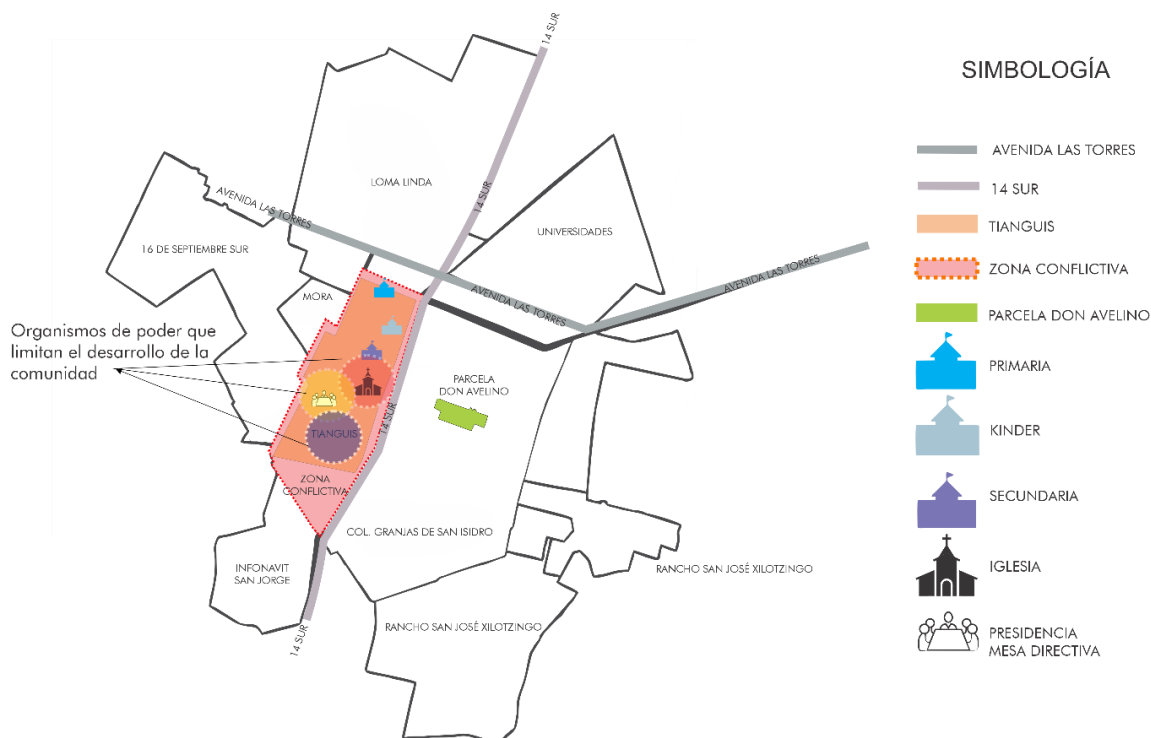 14 SUR
SIMBOLOGÍA
AVENIDA LAS TORRES
14 SUR
TIANGUIS
ZONA CONFLICTIVA
PARCELA DON AVELINO
PRIMARIA
KINDER
SECUNDARIA
IGLESIA
PRESIDENCIA
MESA DIRECTIVA
LOMA LINDA
AVENIDA LAS TORRES
14 SUR
UNIVERSIDADES
16 DE SEPTIEMBRE SUR
AVENIDA LAS TORRES
AVENIDA LAS TORRES
MORA
Organismos de poder que
limitan el desarrollo de la
comunidad
PARCELA
DON AVELINO
14 SUR
TIANGUIS
ZONA
CONFLICTIVA
COL. GRANJAS DE SAN ISIDRO
INFONAVIT
SAN JORGE
RANCHO SAN JOSÉ XILOTZINGO
RANCHO SAN JOSÉ XILOTZINGO
14 SUR